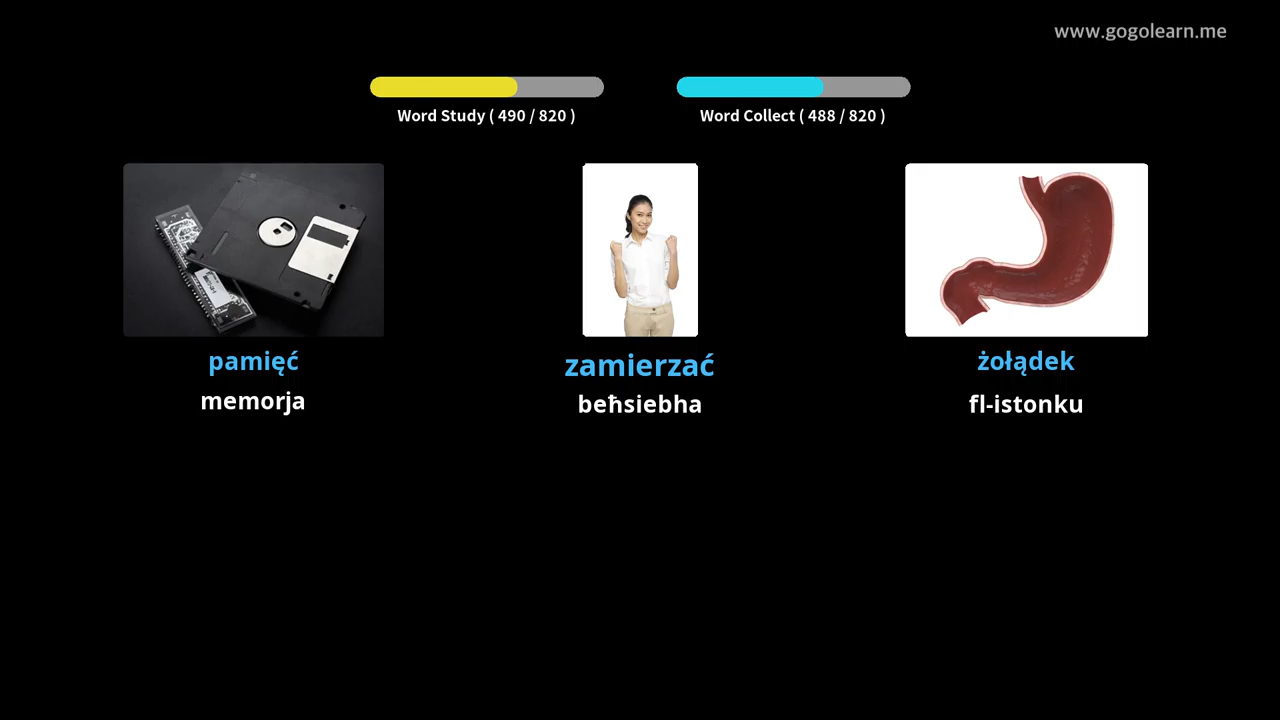 www.gogolearn.me
Word Study ( 490 / 820 )
Word Collect ( 488 / 820 )
pamięć
zamierzać
żołądek
memorja
beħsiebha
fl-istonku